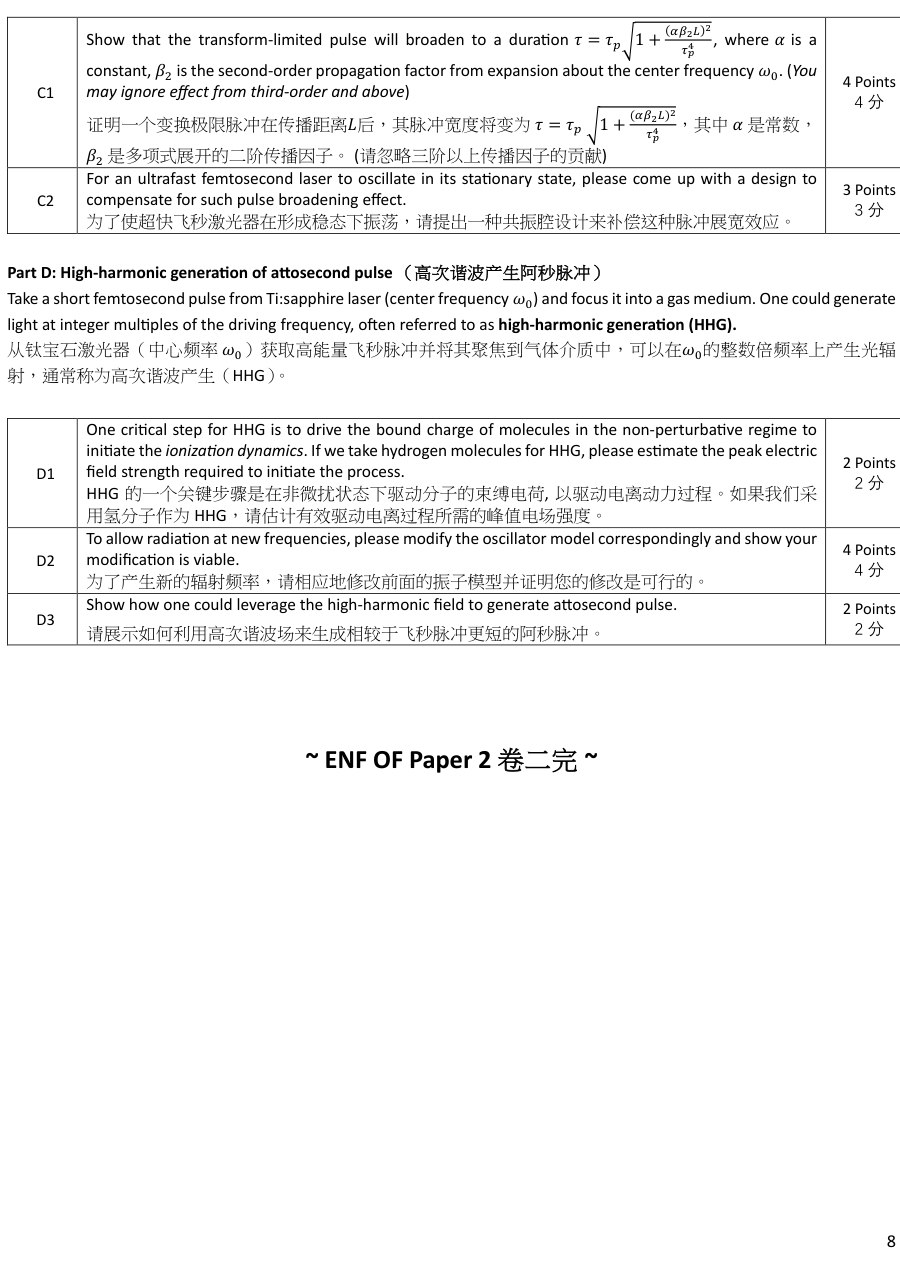 C1
Show that the transform-limited pulse will broaden to a duration τ = τₚ√(1 + (αβ₂L)²/τₚ⁴), where α is a
constant, β₂ is the second-order propagation factor from expansion about the center frequency ω₀. (You
may ignore effect from third-order and above)
证明一个变换极限脉冲在传播距离L后，其脉冲宽度将变为 τ = τₚ √(1 + (αβ₂L)²/τₚ⁴)，其中 α 是常数，
β₂ 是多项式展开的二阶传播因子。 (请忽略三阶以上传播因子的贡献)
4 Points
4 分
C2
For an ultrafast femtosecond laser to oscillate in its stationary state, please come up with a design to
compensate for such pulse broadening effect.
为了使超快飞秒激光器在形成稳态下振荡，请提出一种共振腔设计来补偿这种脉冲展宽效应。
3 Points
3 分
Part D: High-harmonic generation of attosecond pulse （高次谐波产生阿秒脉冲）
Take a short femtosecond pulse from Ti:sapphire laser (center frequency ω₀) and focus it into a gas medium. One could generate
light at integer multiples of the driving frequency, often referred to as high-harmonic generation (HHG).
从钛宝石激光器（中心频率 ω₀）获取高能量飞秒脉冲并将其聚焦到气体介质中，可以在ω₀的整数倍频率上产生光辐
射，通常称为高次谐波产生（HHG）。
D1
One critical step for HHG is to drive the bound charge of molecules in the non-perturbative regime to
initiate the ionization dynamics. If we take hydrogen molecules for HHG, please estimate the peak electric
field strength required to initiate the process.
HHG 的一个关键步骤是在非微扰状态下驱动分子的束缚电荷, 以驱动电离动力过程。如果我们采
用氢分子作为 HHG，请估计有效驱动电离过程所需的峰值电场强度。
2 Points
2 分
D2
To allow radiation at new frequencies, please modify the oscillator model correspondingly and show your
modification is viable.
为了产生新的辐射频率，请相应地修改前面的振子模型并证明您的修改是可行的。
4 Points
4 分
D3
Show how one could leverage the high-harmonic field to generate attosecond pulse.
请展示如何利用高次谐波场来生成相较于飞秒脉冲更短的阿秒脉冲。
2 Points
2 分
~ ENF OF Paper 2 卷二完 ~
8